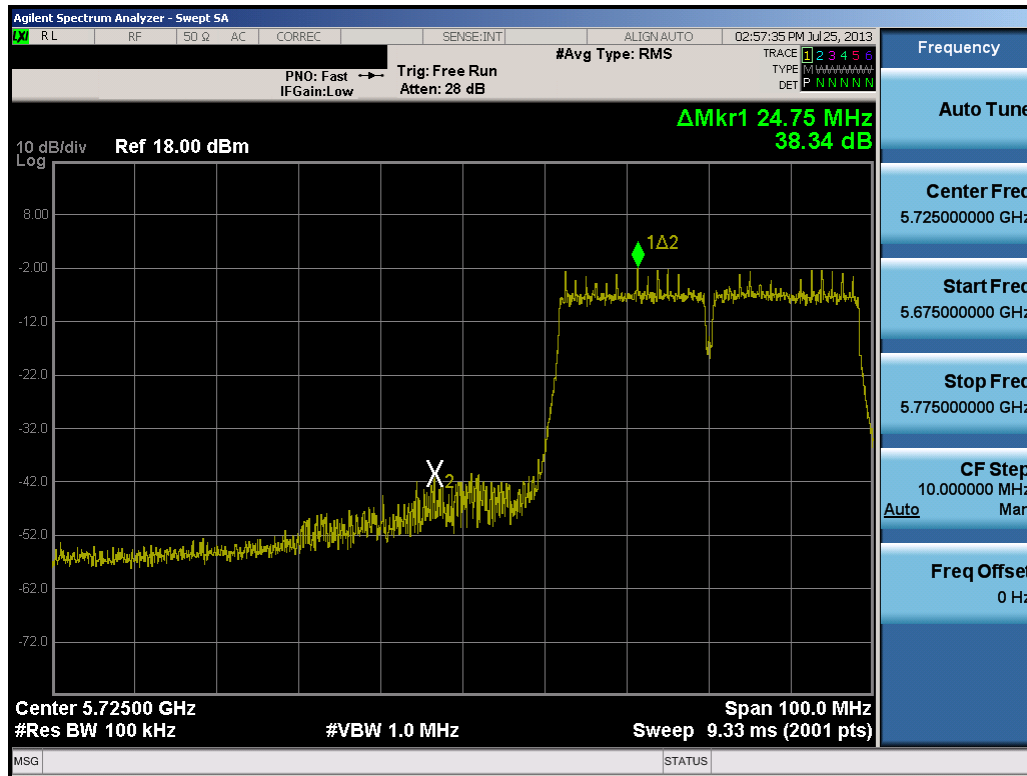 Agilent Spectrum Analyzer - Swept SA
LXI RL RF 50 Ω AC CORREC SENSE:INT ALIGN AUTO 02:57:35 PM Jul 25, 2013
#Avg Type: RMS
TRACE 1 2 3 4 5 6
TYPE M WWWWW
DET P N N N N N
PNO: Fast
IFGain:Low
Trig: Free Run
Atten: 28 dB
ΔMkr1 24.75 MHz
38.34 dB
10 dB/div Ref 18.00 dBm
Log
8.00
-2.00
-12.0
-22.0
-32.0
-42.0
-52.0
-62.0
-72.0
1Δ2
X2
Center 5.72500 GHz Span 100.0 MHz
#Res BW 100 kHz #VBW 1.0 MHz Sweep 9.33 ms (2001 pts)
MSG STATUS
Frequency
Auto Tune
Center Freq
5.725000000 GHz
Start Freq
5.675000000 GHz
Stop Freq
5.775000000 GHz
CF Step
10.000000 MHz
Auto Man
Freq Offset
0 Hz